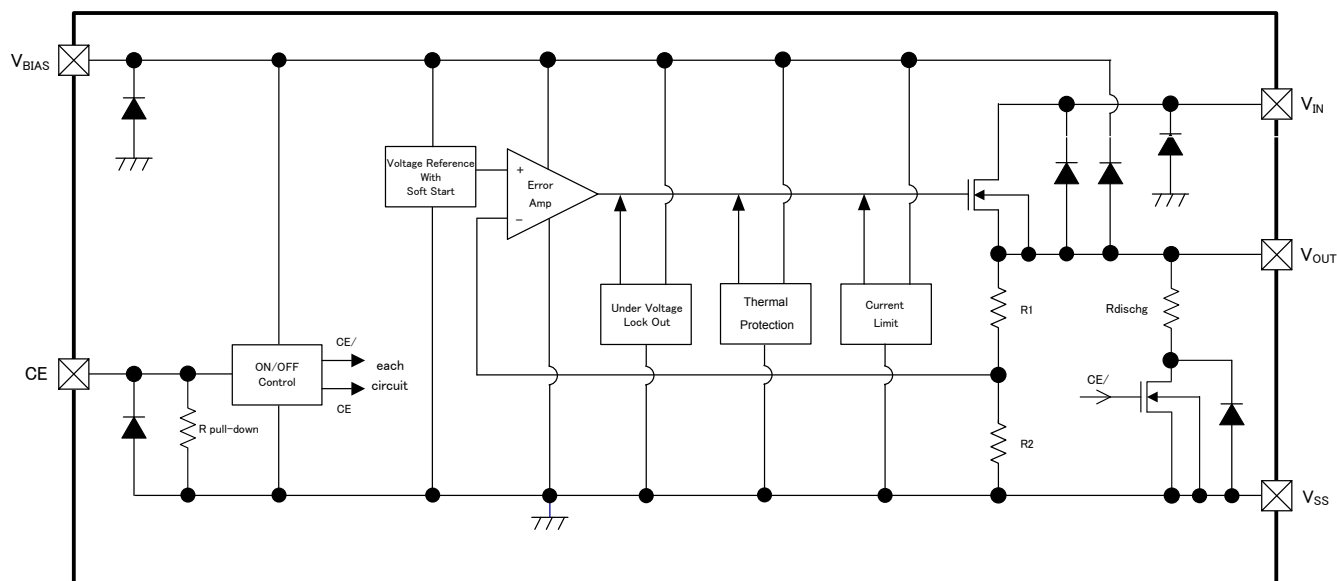 VBIAS
VIN
Voltage Reference
With
Soft Start
+
Error
Amp
−
VOUT
Under Voltage
Lock Out
Thermal
Protection
Current
Limit
R1
Rdischg
CE
ON/OFF
Control
CE/
each
circuit
CE
CE/
R pull-down
R2
VSS